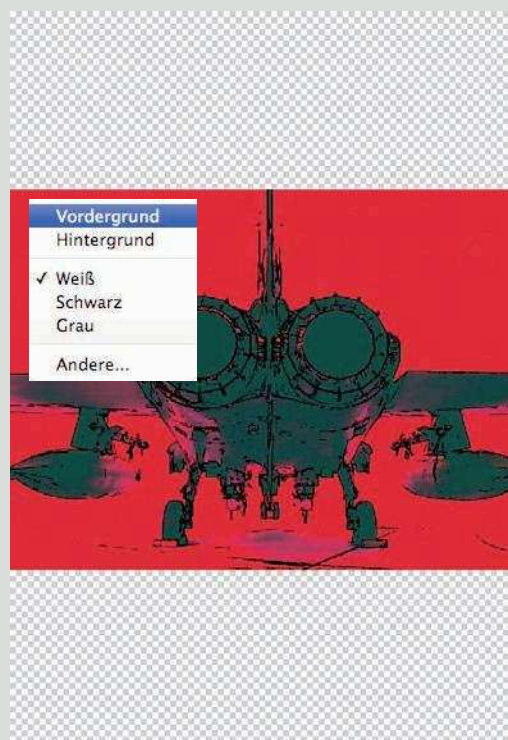 Vordergrund
Hintergrund
✓ Weiß
Schwarz
Grau
Andere...